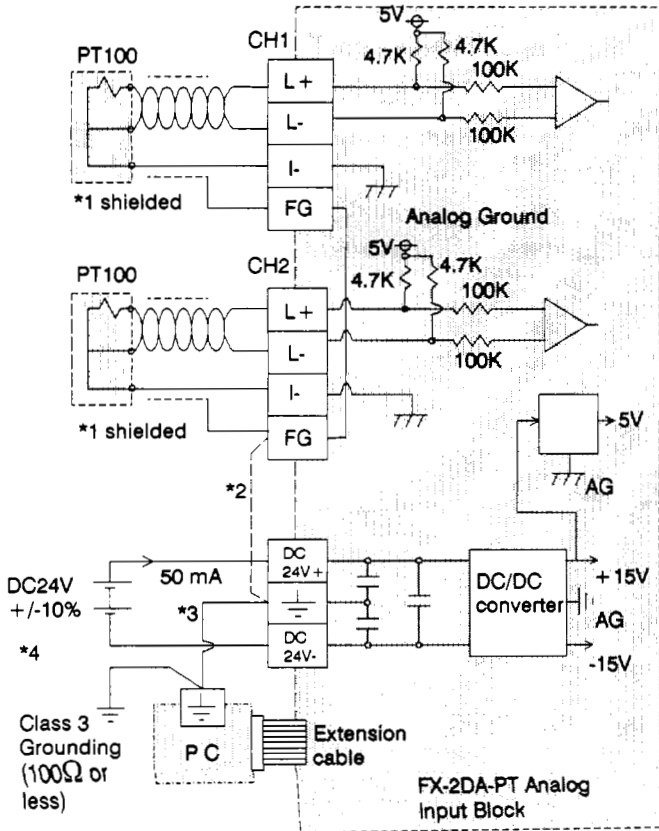 5V
CH1
PT100
4.7K
4.7K
100K
L+
L-
100K
I-
*1 shielded
FG
Analog Ground
5V
CH2
PT100
4.7K
4.7K
100K
L+
L-
100K
I-
*1 shielded
FG
5V
*2
AG
DC
24V+
50 mA
DC24V
+/-10%
DC/DC
converter
+15V
*3
AG
*4
DC
24V-
-15V
Class 3
Grounding
(100Ω or
less)
PC
Extension
cable
FX-2DA-PT Analog
Input Block